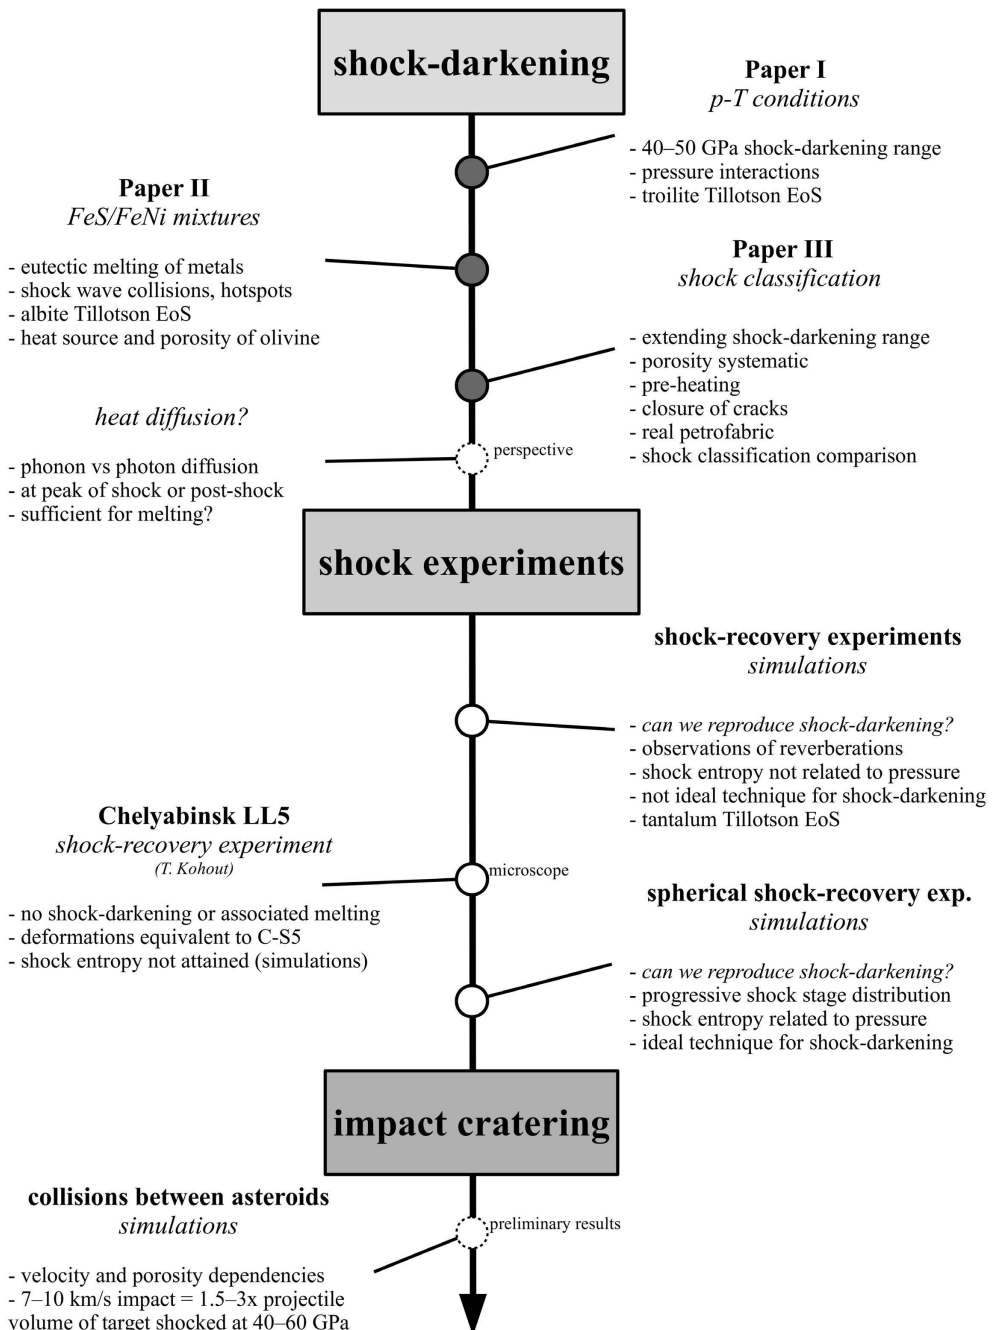 shock-darkening
Paper I
p-T conditions
- 40–50 GPa shock-darkening range
- pressure interactions
- troilite Tillotson EoS
Paper II
FeS/FeNi mixtures
- eutectic melting of metals
- shock wave collisions, hotspots
- albite Tillotson EoS
- heat source and porosity of olivine
Paper III
shock classification
- extending shock-darkening range
- porosity systematic
- pre-heating
- closure of cracks
- real petrofabric
- shock classification comparison
heat diffusion?
- phonon vs photon diffusion
- at peak of shock or post-shock
- sufficient for melting?
perspective
shock experiments
shock-recovery experiments
simulations
- can we reproduce shock-darkening?
- observations of reverberations
- shock entropy not related to pressure
- not ideal technique for shock-darkening
- tantalum Tillotson EoS
Chelyabinsk LL5
shock-recovery experiment
(T. Kohout)
- no shock-darkening or associated melting
- deformations equivalent to C-S5
- shock entropy not attained (simulations)
microscope
spherical shock-recovery exp.
simulations
- can we reproduce shock-darkening?
- progressive shock stage distribution
- shock entropy related to pressure
- ideal technique for shock-darkening
impact cratering
collisions between asteroids
simulations
- velocity and porosity dependencies
- 7–10 km/s impact = 1.5–3x projectile
volume of target shocked at 40–60 GPa
preliminary results